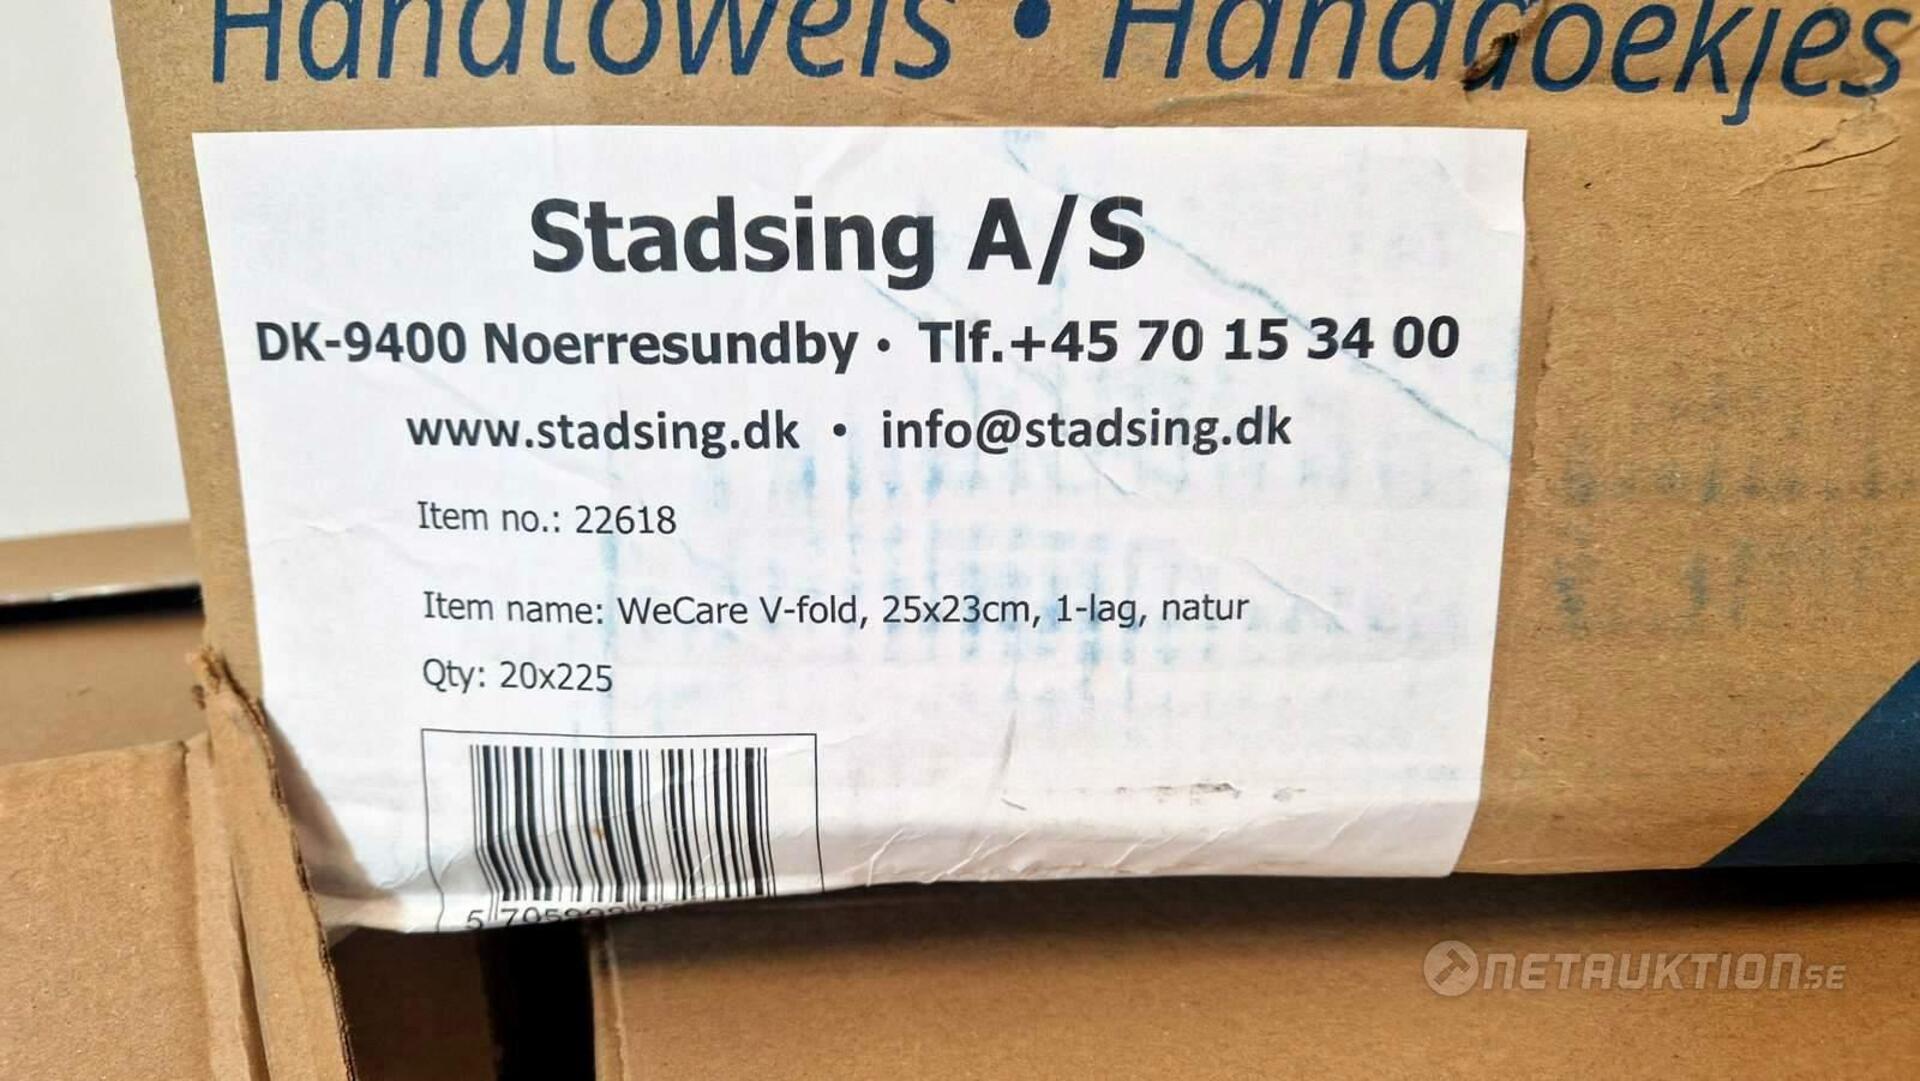 Handtowels • Handdoekjes
Stadsing A/S
DK-9400 Noerresundby • Tlf.+45 70 15 34 00
www.stadsing.dk • info@stadsing.dk
Item no.: 22618
Item name: WeCare V-fold, 25x23cm, 1-lag, natur
Qty: 20x225
NETAUKTION.SE